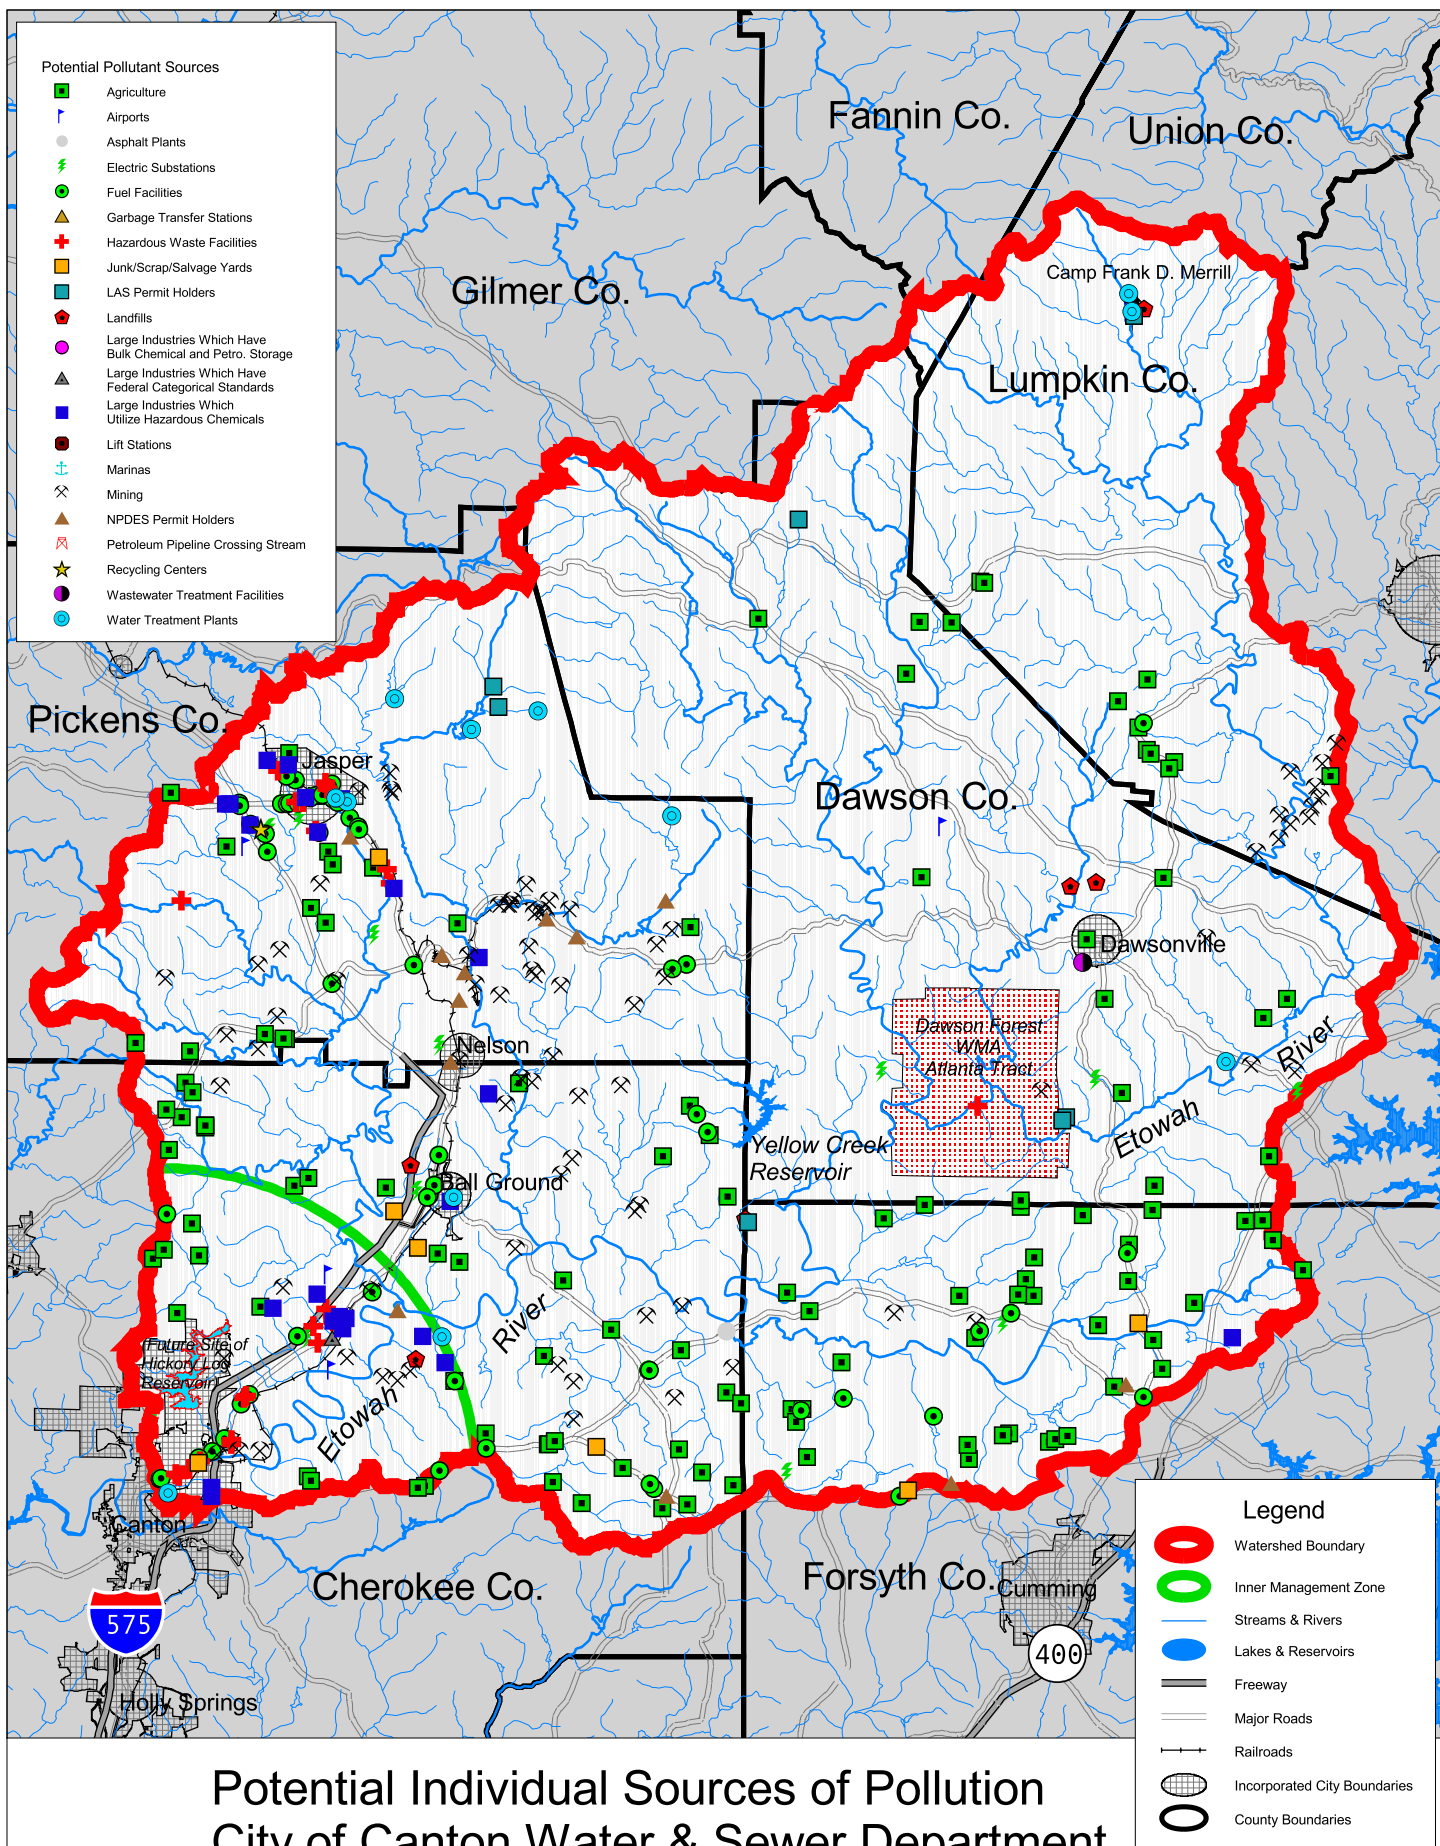 Potential Pollutant Sources
Agriculture
Airports
Asphalt Plants
Electric Substations
Fuel Facilities
Garbage Transfer Stations
Hazardous Waste Facilities
Junk/Scrap/Salvage Yards
LAS Permit Holders
Landfills
Large Industries Which Have
Bulk Chemical and Petro. Storage
Large Industries Which Have
Federal Categorical Standards
Large Industries Which
Utilize Hazardous Chemicals
Lift Stations
Marinas
Mining
NPDES Permit Holders
Petroleum Pipeline Crossing Stream
Recycling Centers
Wastewater Treatment Facilities
Water Treatment Plants
Fannin Co.
Union Co.
Gilmer Co.
Camp Frank D. Merrill
Lumpkin Co.
Pickens Co.
Jasper
Dawson Co.
Dawsonville
Dawson Forest
WMA
Atlanta Tract
River
Etowah
Nelson
Yellow Creek
Reservoir
Ball Ground
River
Etowah
(Future Site of
Hickory Log
Reservoir)
Canton
Cherokee Co.
Forsyth Co.
Cumming
575
400
Holly Springs
Legend
Watershed Boundary
Inner Management Zone
Streams & Rivers
Lakes & Reservoirs
Freeway
Major Roads
Railroads
Incorporated City Boundaries
County Boundaries
Potential Individual Sources of Pollution
City of Canton Water & Sewer Department